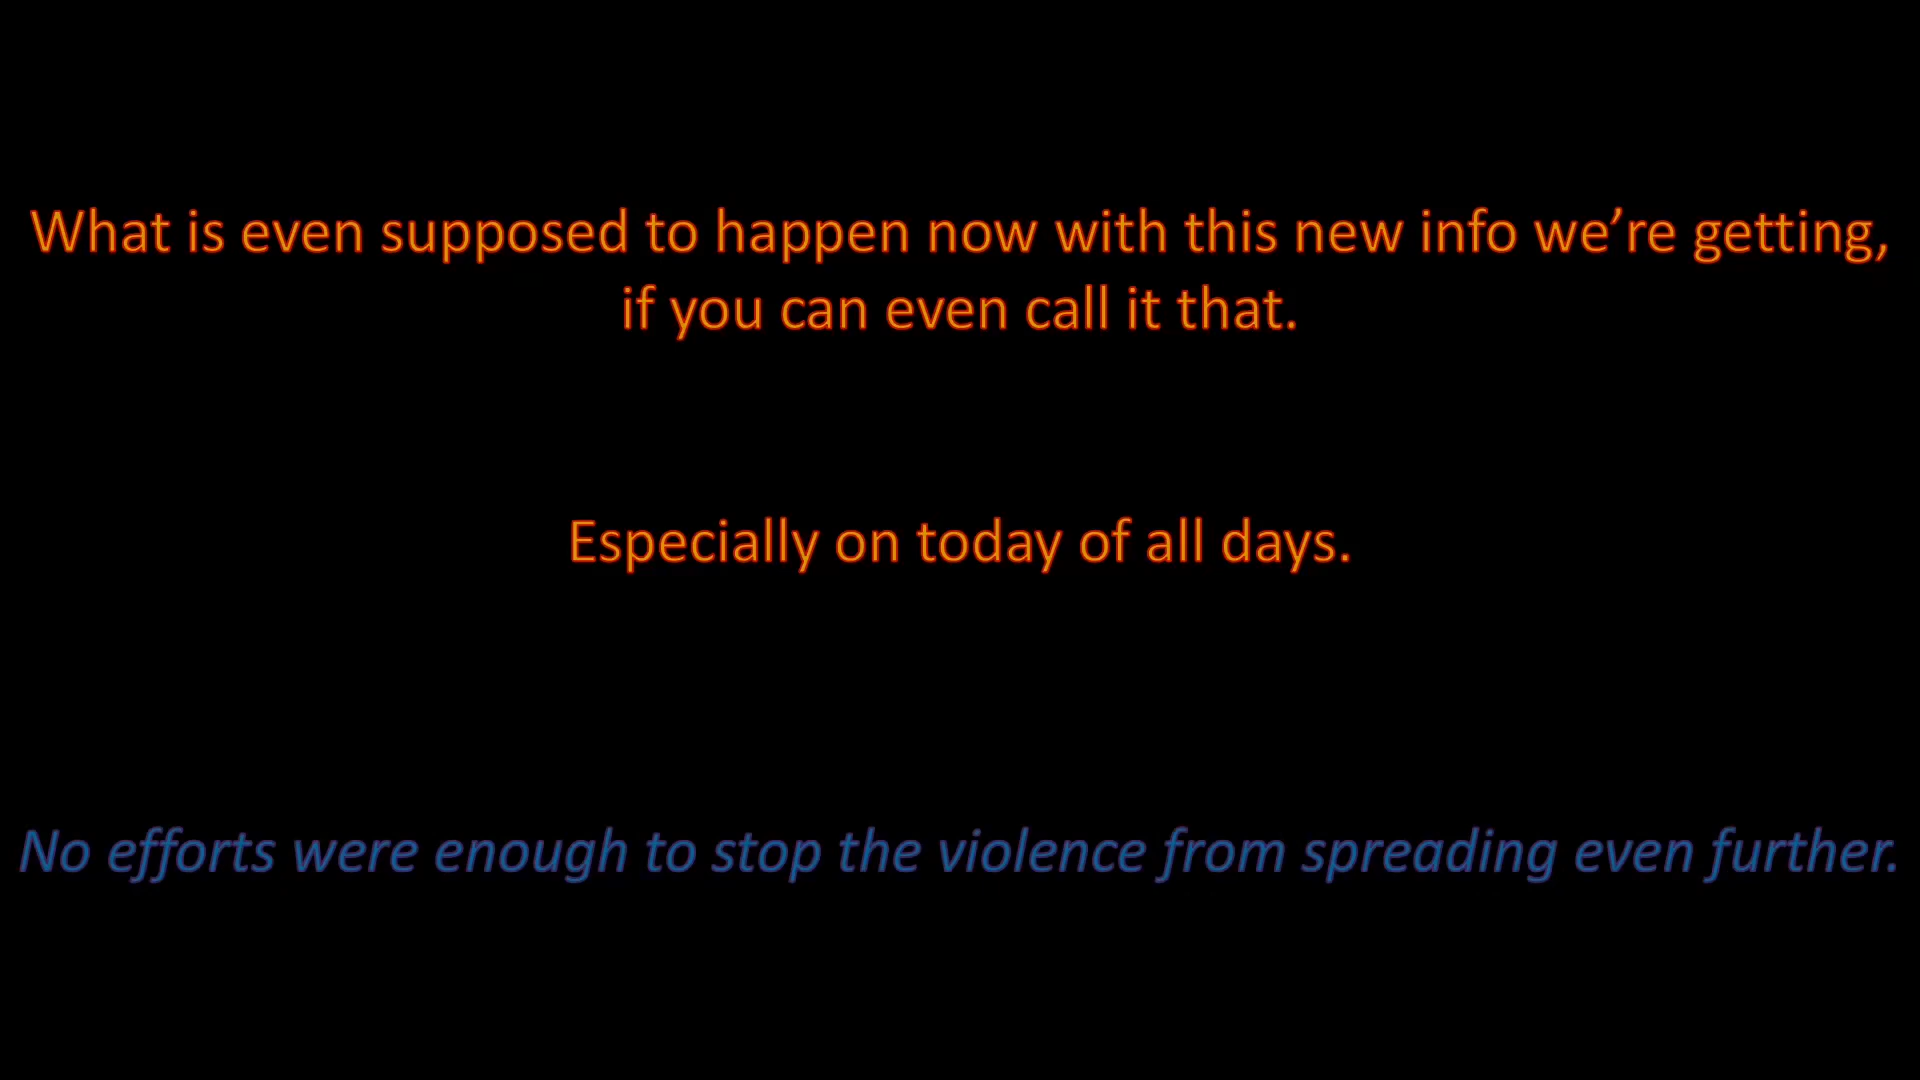 What is even supposed to happen now with this new info we’re getting,
if you can even call it that.
Especially on today of all days.
No efforts were enough to stop the violence from spreading even further.